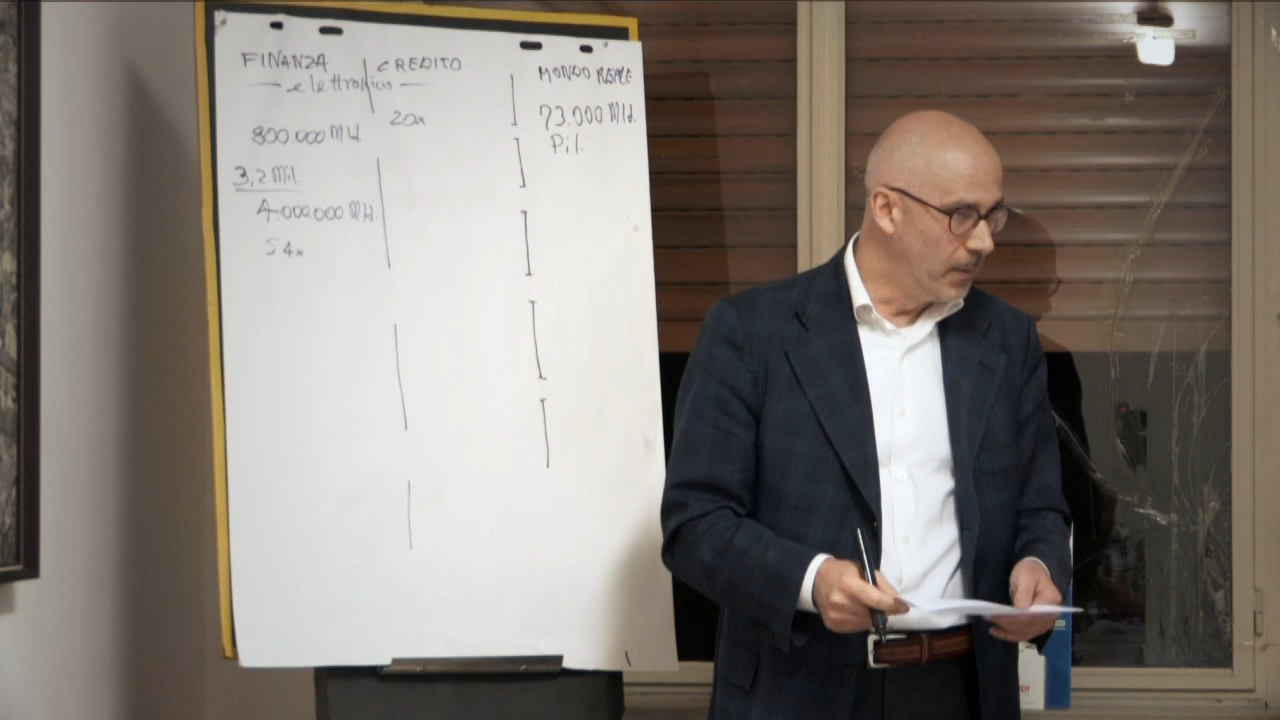 FINANZA CREDITO MONDO REALE
elettronica
800.000 Mld. 20x 73.000 Mld.
Pil.
3,2 Mil.
4.000.000 Mld.
54x